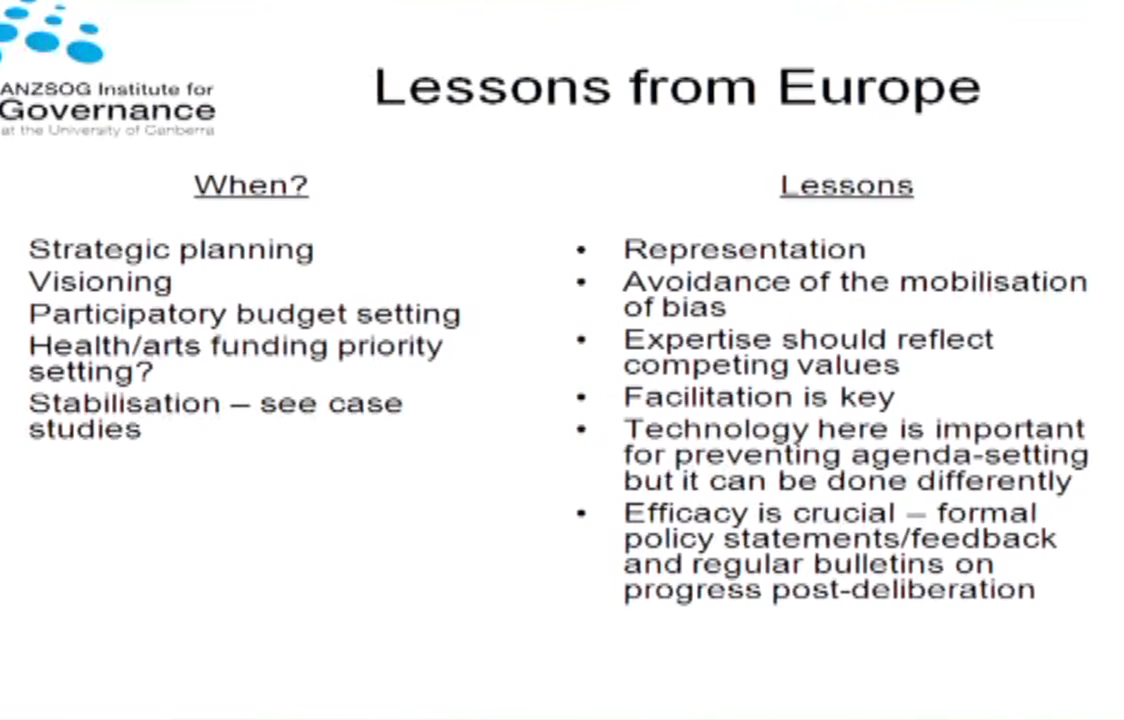 ANZSOG Institute for
Governance
at the University of Canberra
Lessons from Europe
When?
Strategic planning
Visioning
Participatory budget setting
Health/arts funding priority
setting?
Stabilisation – see case
studies
Lessons
• Representation
• Avoidance of the mobilisation
of bias
• Expertise should reflect
competing values
• Facilitation is key
• Technology here is important
for preventing agenda-setting
but it can be done differently
• Efficacy is crucial – formal
policy statements/feedback
and regular bulletins on
progress post-deliberation